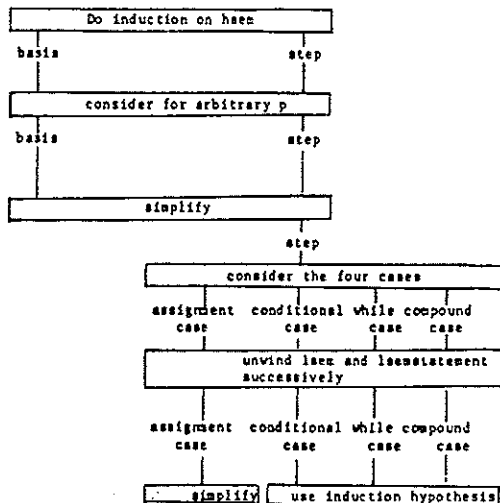 Do induction on hsem
basis step
consider for arbitrary p
basis step
simplify
step
consider the four cases
assignment conditional while compound
case case case case
unwind lsem and lsemstatement
successively
assignment conditional while compound
case case case case
simplify use induction hypothesis